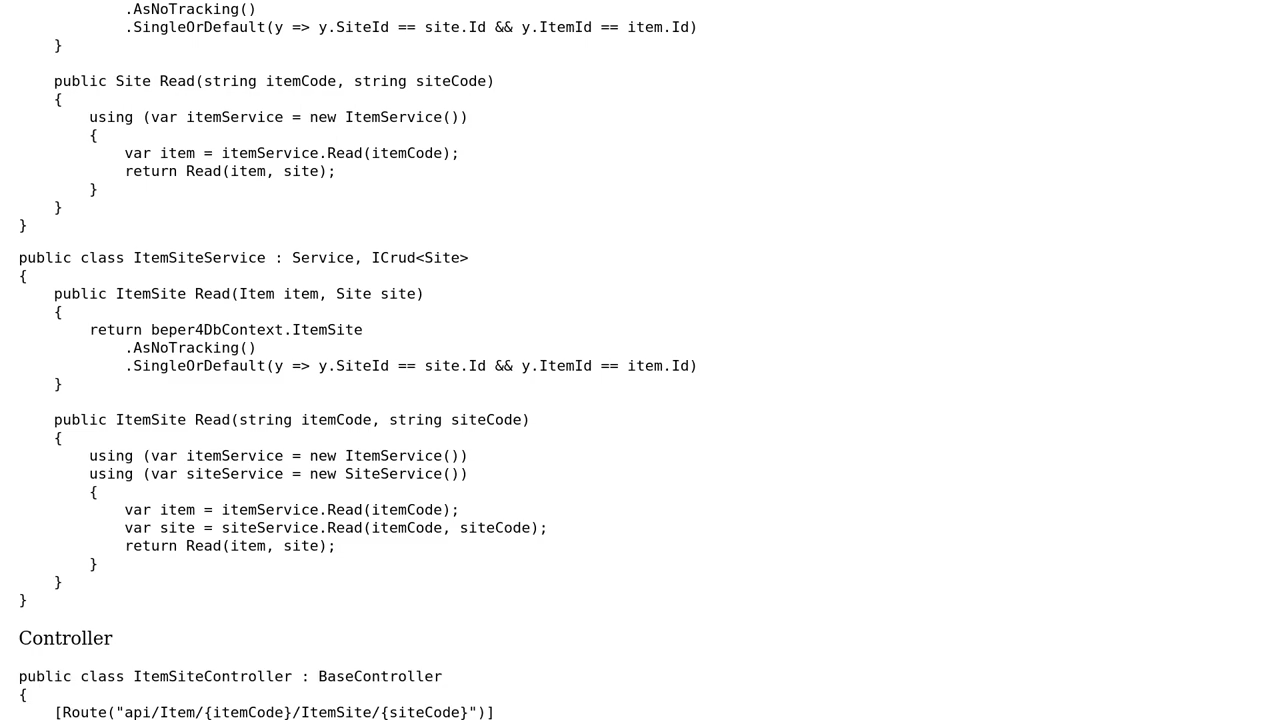 .AsNoTracking()
            .SingleOrDefault(y => y.SiteId == site.Id && y.ItemId == item.Id)
    }

    public Site Read(string itemCode, string siteCode)
    {
        using (var itemService = new ItemService())
        {
            var item = itemService.Read(itemCode);
            return Read(item, site);
        }
    }
}
public class ItemSiteService : Service, ICrud<Site>
{
    public ItemSite Read(Item item, Site site)
    {
        return beper4DbContext.ItemSite
            .AsNoTracking()
            .SingleOrDefault(y => y.SiteId == site.Id && y.ItemId == item.Id)
    }

    public ItemSite Read(string itemCode, string siteCode)
    {
        using (var itemService = new ItemService())
        using (var siteService = new SiteService())
        {
            var item = itemService.Read(itemCode);
            var site = siteService.Read(itemCode, siteCode);
            return Read(item, site);
        }
    }
}
Controller
public class ItemSiteController : BaseController
{
    [Route("api/Item/{itemCode}/ItemSite/{siteCode}")]